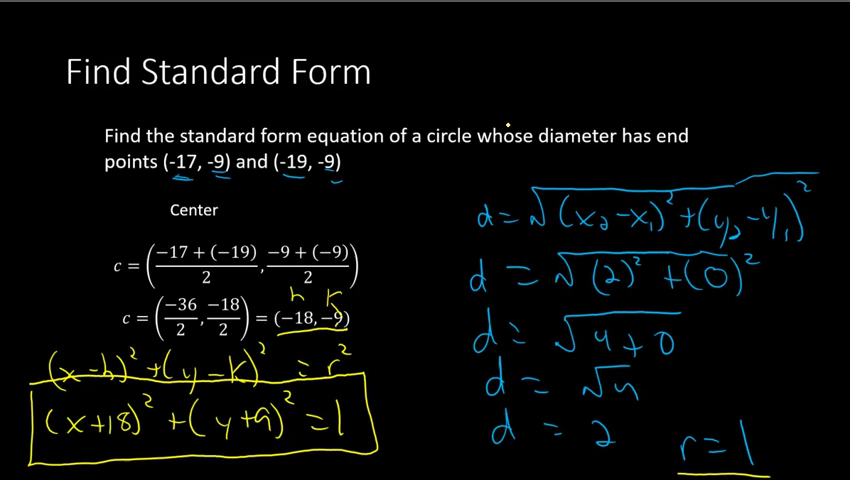 Find Standard Form
Find the standard form equation of a circle whose diameter has end
points (-17, -9) and (-19, -9)
Center
c = ( (−17 + (−19))/2 , (−9 + (−9))/2 )
c = ( −36/2 , −18/2 ) = (−18, −9)
h k
(x−h)² + (y−k)² = r²
(x+18)² + (y+9)² = 1
d = √((x₂−x₁)² + (y₂−y₁)²)
d = √((2)² + (0)²)
d = √(4+0)
d = √4
d = 2
r = 1